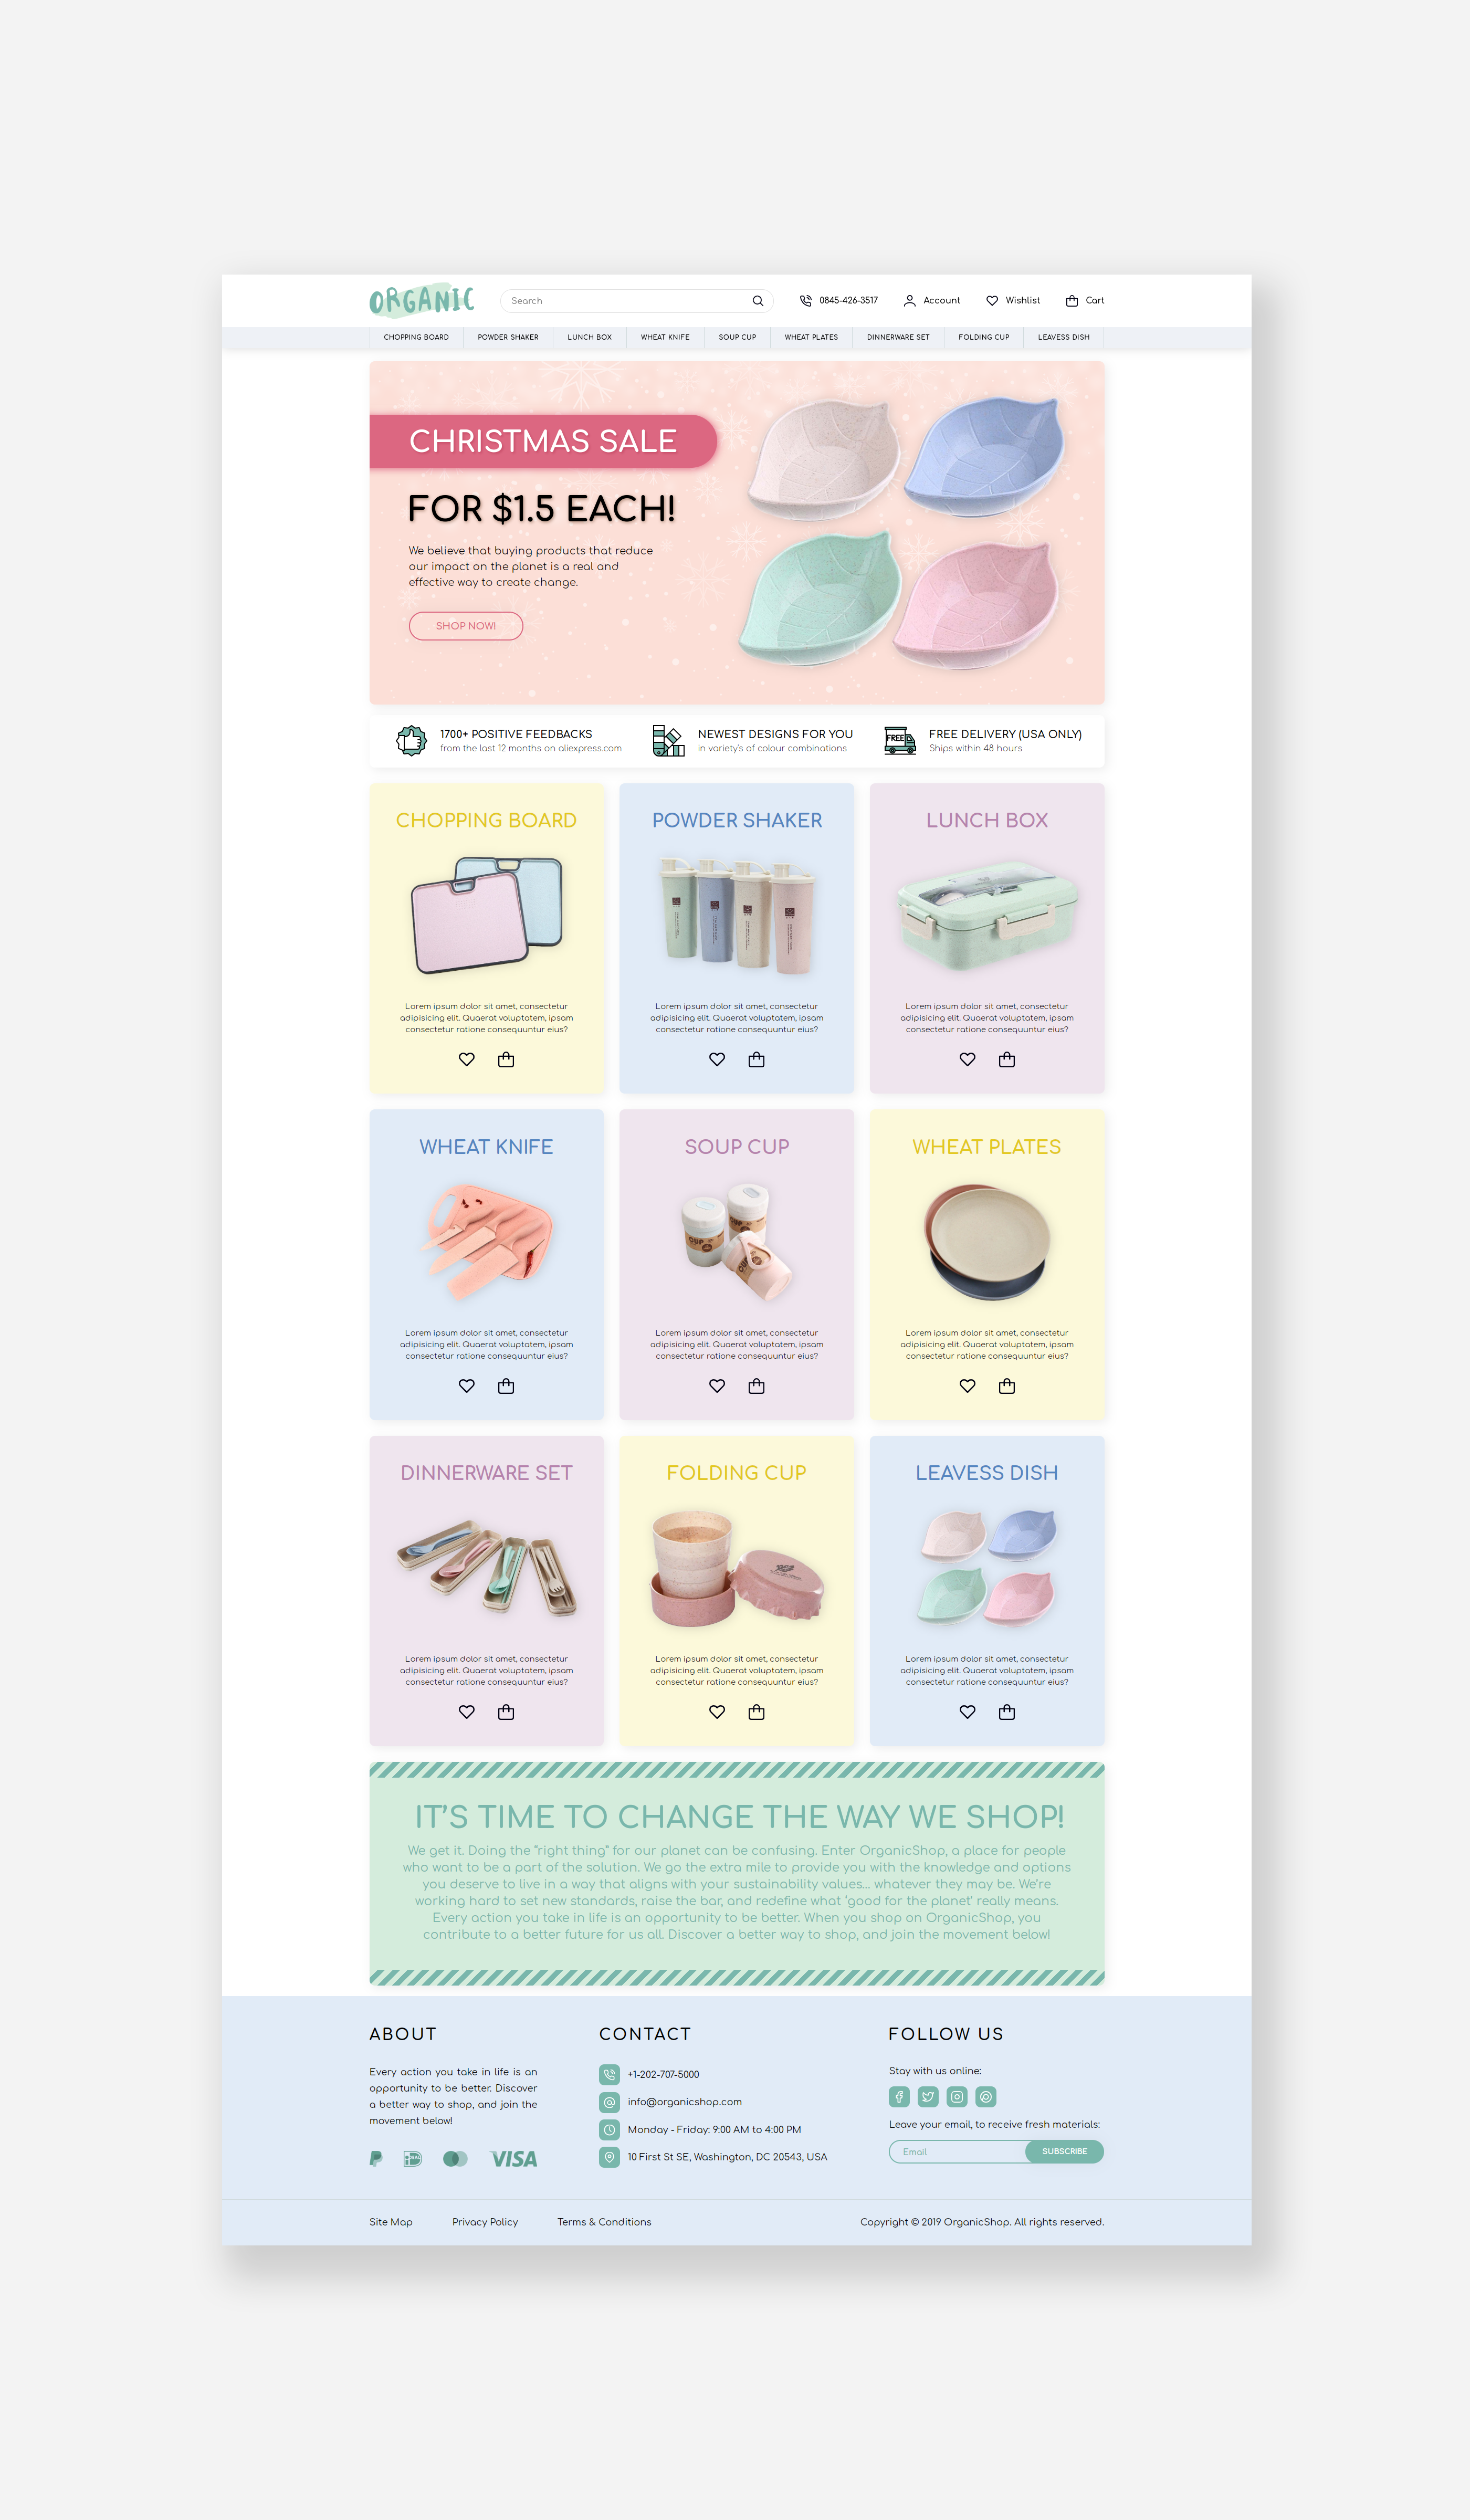 ORGANIC
Search
0845-426-3517
Account
Wishlist
Cart
CHOPPING BOARD
POWDER SHAKER
LUNCH BOX
WHEAT KNIFE
SOUP CUP
WHEAT PLATES
DINNERWARE SET
FOLDING CUP
LEAVESS DISH
CHRISTMAS SALE
FOR $1.5 EACH!
We believe that buying products that reduce
our impact on the planet is a real and
effective way to create change.
SHOP NOW!
1700+ POSITIVE FEEDBACKS
from the last 12 months on aliexpress.com
NEWEST DESIGNS FOR YOU
in variety's of colour combinations
FREE
FREE DELIVERY (USA ONLY)
Ships within 48 hours
CHOPPING BOARD
Lorem ipsum dolor sit amet, consectetur
adipisicing elit. Quaerat voluptatem, ipsam
consectetur ratione consequuntur eius?
POWDER SHAKER
Lorem ipsum dolor sit amet, consectetur
adipisicing elit. Quaerat voluptatem, ipsam
consectetur ratione consequuntur eius?
LUNCH BOX
Lorem ipsum dolor sit amet, consectetur
adipisicing elit. Quaerat voluptatem, ipsam
consectetur ratione consequuntur eius?
WHEAT KNIFE
Lorem ipsum dolor sit amet, consectetur
adipisicing elit. Quaerat voluptatem, ipsam
consectetur ratione consequuntur eius?
SOUP CUP
CUP
CUP
CUP
Lorem ipsum dolor sit amet, consectetur
adipisicing elit. Quaerat voluptatem, ipsam
consectetur ratione consequuntur eius?
WHEAT PLATES
Lorem ipsum dolor sit amet, consectetur
adipisicing elit. Quaerat voluptatem, ipsam
consectetur ratione consequuntur eius?
DINNERWARE SET
Lorem ipsum dolor sit amet, consectetur
adipisicing elit. Quaerat voluptatem, ipsam
consectetur ratione consequuntur eius?
FOLDING CUP
Lorem ipsum dolor sit amet, consectetur
adipisicing elit. Quaerat voluptatem, ipsam
consectetur ratione consequuntur eius?
LEAVESS DISH
Lorem ipsum dolor sit amet, consectetur
adipisicing elit. Quaerat voluptatem, ipsam
consectetur ratione consequuntur eius?
IT'S TIME TO CHANGE THE WAY WE SHOP!
We get it. Doing the "right thing" for our planet can be confusing. Enter OrganicShop, a place for people
who want to be a part of the solution. We go the extra mile to provide you with the knowledge and options
you deserve to live in a way that aligns with your sustainability values... whatever they may be. We're
working hard to set new standards, raise the bar, and redefine what 'good for the planet' really means.
Every action you take in life is an opportunity to be better. When you shop on OrganicShop, you
contribute to a better future for us all. Discover a better way to shop, and join the movement below!
ABOUT
Every action you take in life is an
opportunity to be better. Discover
a better way to shop, and join the
movement below!
VISA
CONTACT
+1-202-707-5000
info@organicshop.com
Monday - Friday: 9:00 AM to 4:00 PM
10 First St SE, Washington, DC 20543, USA
FOLLOW US
Stay with us online:
Leave your email, to receive fresh materials:
Email
SUBSCRIBE
Site Map
Privacy Policy
Terms & Conditions
Copyright © 2019 OrganicShop. All rights reserved.